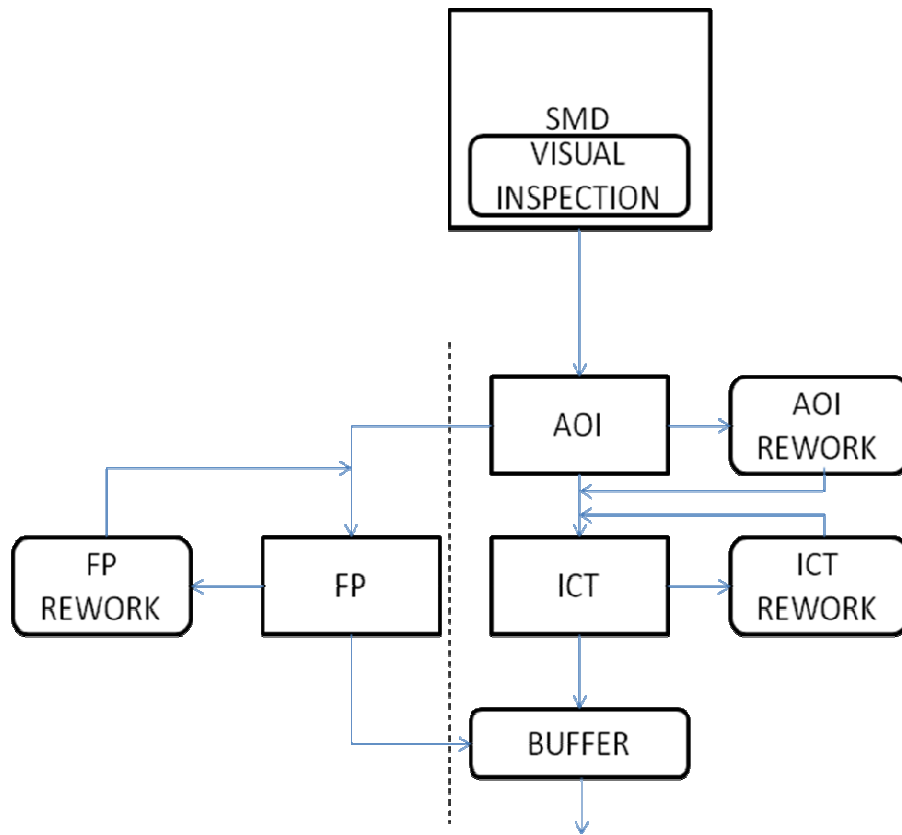 SMD
VISUAL
INSPECTION
AOI
AOI
REWORK
FP
REWORK
FP
ICT
ICT
REWORK
BUFFER